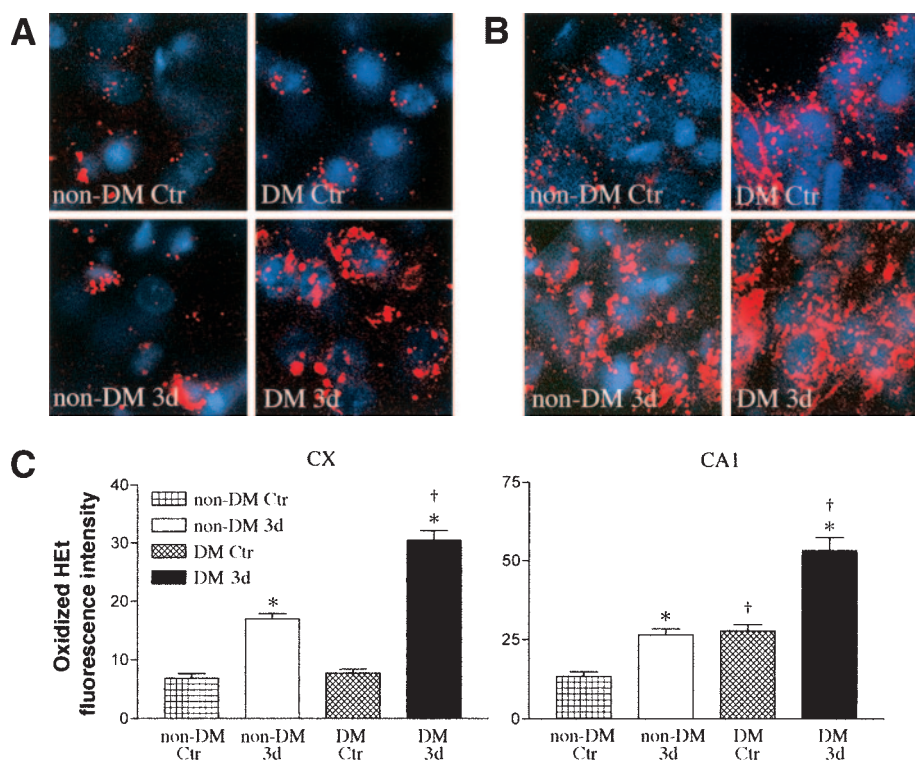 A
B
non-DM Ctr
DM Ctr
non-DM Ctr
DM Ctr
non-DM 3d
DM 3d
non-DM 3d
DM 3d
C
CX
CA1
Oxidized HEt
fluorescence intensity
40
30
20
10
0
non-DM Ctr
non-DM 3d
DM Ctr
DM 3d
*
†
*
non-DM
Ctr
non-DM
3d
DM
Ctr
DM
3d
75
50
25
0
*
†
†
*
non-DM
Ctr
non-DM
3d
DM
Ctr
DM
3d